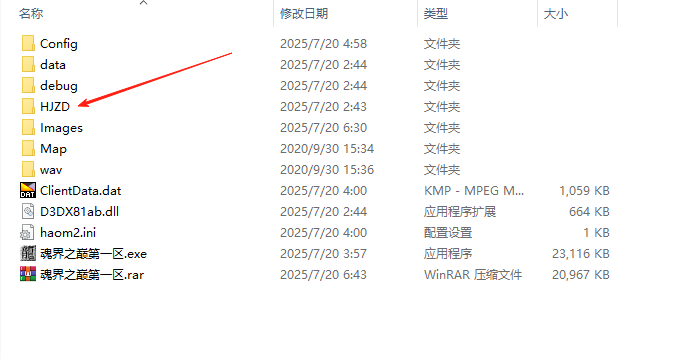 名称 修改日期 类型 大小
Config 2025/7/20 4:58 文件夹
data 2025/7/20 2:44 文件夹
debug 2025/7/20 2:44 文件夹
HJZD 2025/7/20 2:43 文件夹
Images 2025/7/20 6:30 文件夹
Map 2020/9/30 15:34 文件夹
wav 2020/9/30 15:36 文件夹
ClientData.dat 2025/7/20 4:00 KMP - MPEG M... 1,059 KB
D3DX81ab.dll 2025/7/20 2:44 应用程序扩展 664 KB
haom2.ini 2025/7/20 4:00 配置设置 1 KB
魂界之巅第一区.exe 2025/7/20 3:57 应用程序 23,116 KB
魂界之巅第一区.rar 2025/7/20 6:43 WinRAR 压缩文件 20,967 KB